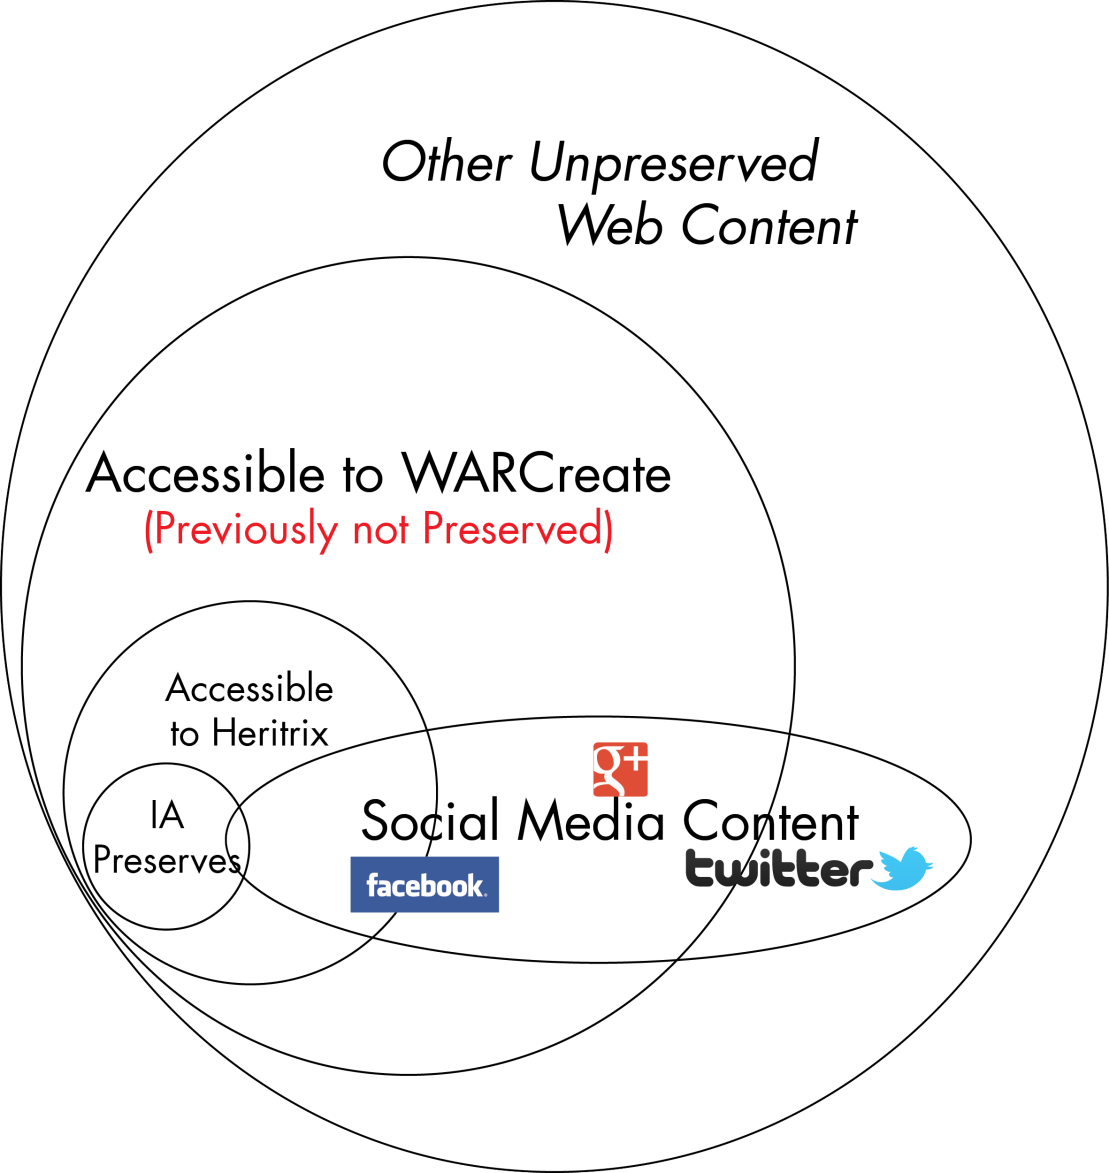 Other Unpreserved
Web Content
Accessible to WARCreate
(Previously not Preserved)
Accessible
to Heritrix
IA
Preserves
g+
Social Media Content
facebook.
twitter